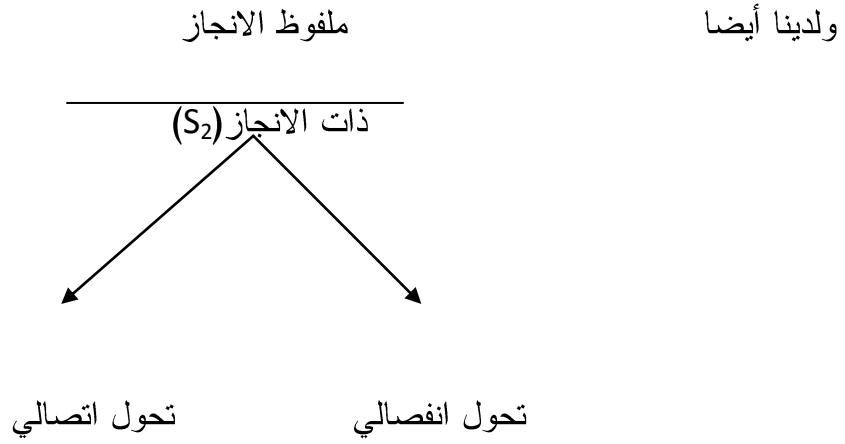 ولدينا أيضا ملفوظ الانجاز
ذات الانجاز(S₂)
تحول انفصالي تحول اتصالي